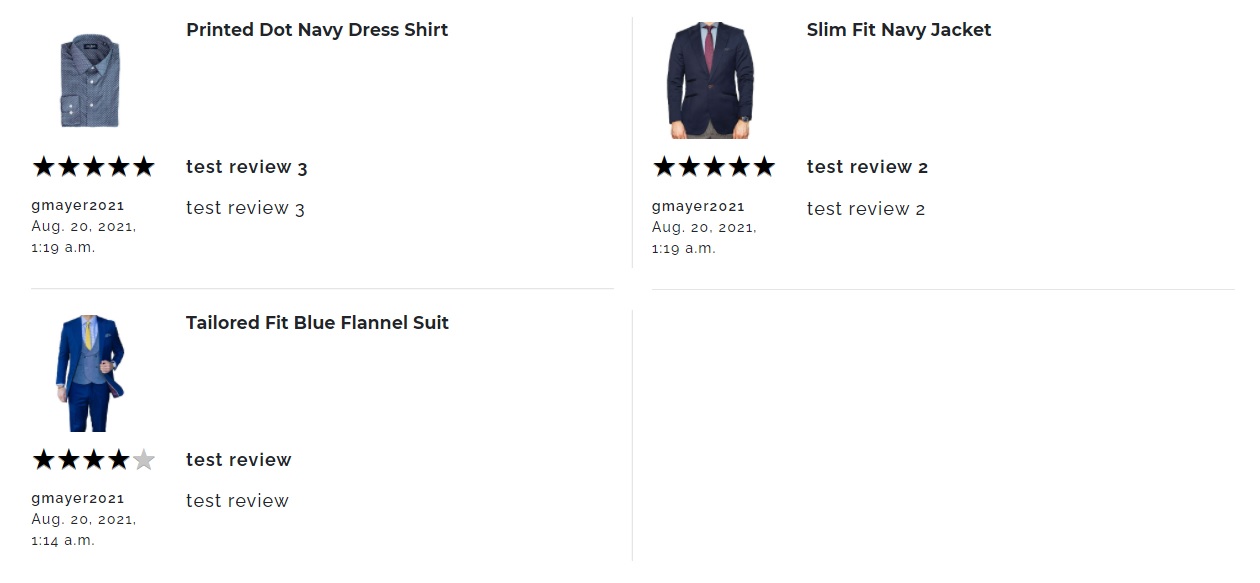 Printed Dot Navy Dress Shirt
test review 3
gmayer2021
test review 3
Aug. 20, 2021,
1:19 a.m.
Slim Fit Navy Jacket
test review 2
gmayer2021
test review 2
Aug. 20, 2021,
1:19 a.m.
Tailored Fit Blue Flannel Suit
test review
gmayer2021
test review
Aug. 20, 2021,
1:14 a.m.